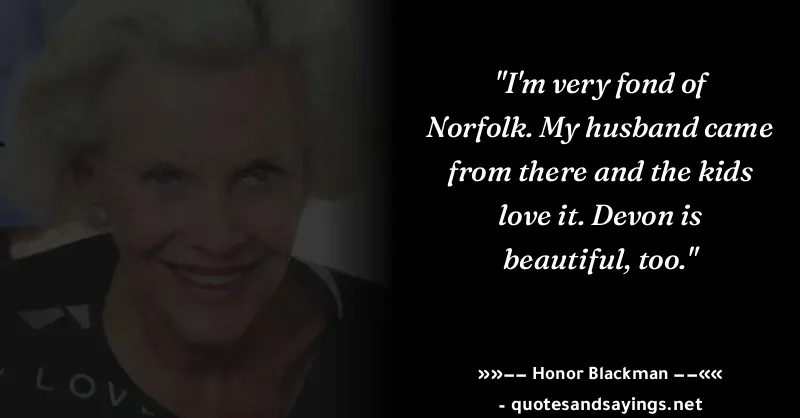 "I'm very fond of
Norfolk. My husband came
from there and the kids
love it. Devon is
beautiful, too."
»»–– Honor Blackman ––««
- quotesandsayings.net
LOV